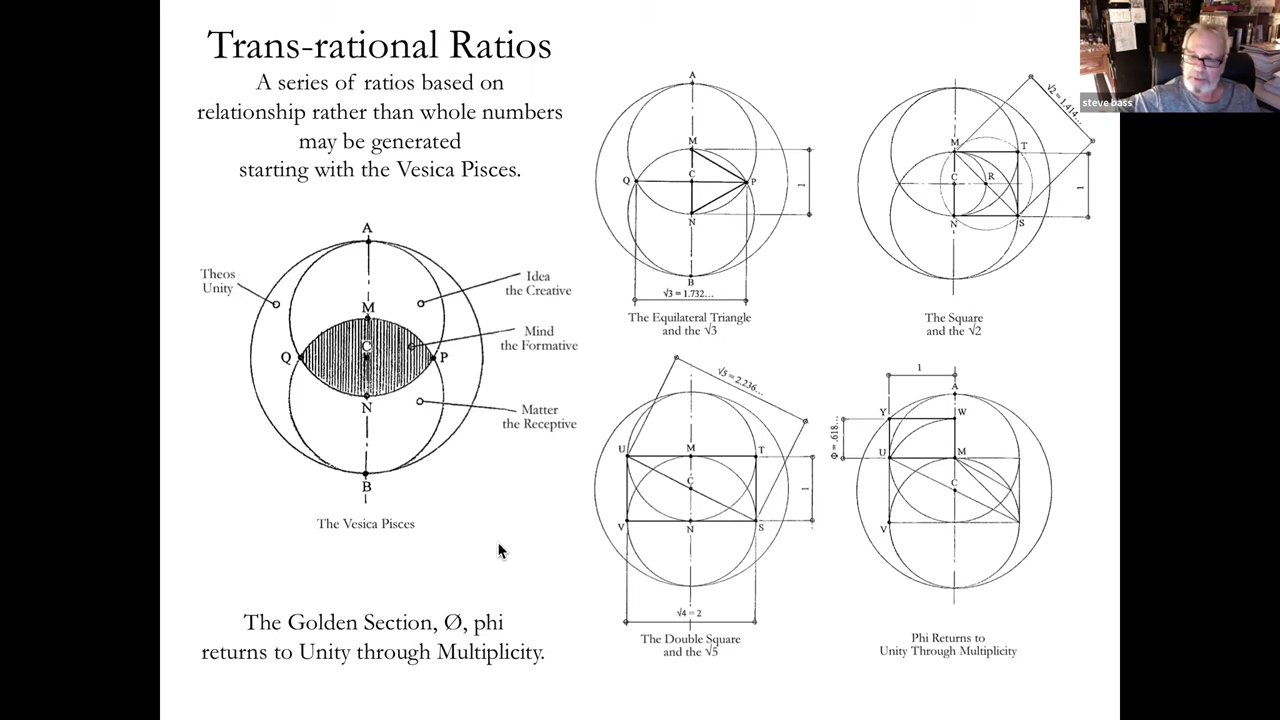 Trans-rational Ratios
A series of ratios based on
relationship rather than whole numbers
may be generated
starting with the Vesica Pisces.
A
Theos
Unity
Idea
the Creative
M
Mind
the Formative
C
Q
P
N
Matter
the Receptive
B
The Vesica Pisces
The Golden Section, Ø, phi
returns to Unity through Multiplicity.
A
M
Q
C
P
1
N
B
√3 = 1.732...
The Equilateral Triangle
and the √3
√2 = 1.414...
M
T
C
R
1
N
S
The Square
and the √2
√5 = 2.236...
U
M
T
C
1
V
N
S
√4 = 2
The Double Square
and the √5
1
A
Y
W
Φ = .618...
U
M
C
V
Phi Returns to
Unity Through Multiplicity
steve bass